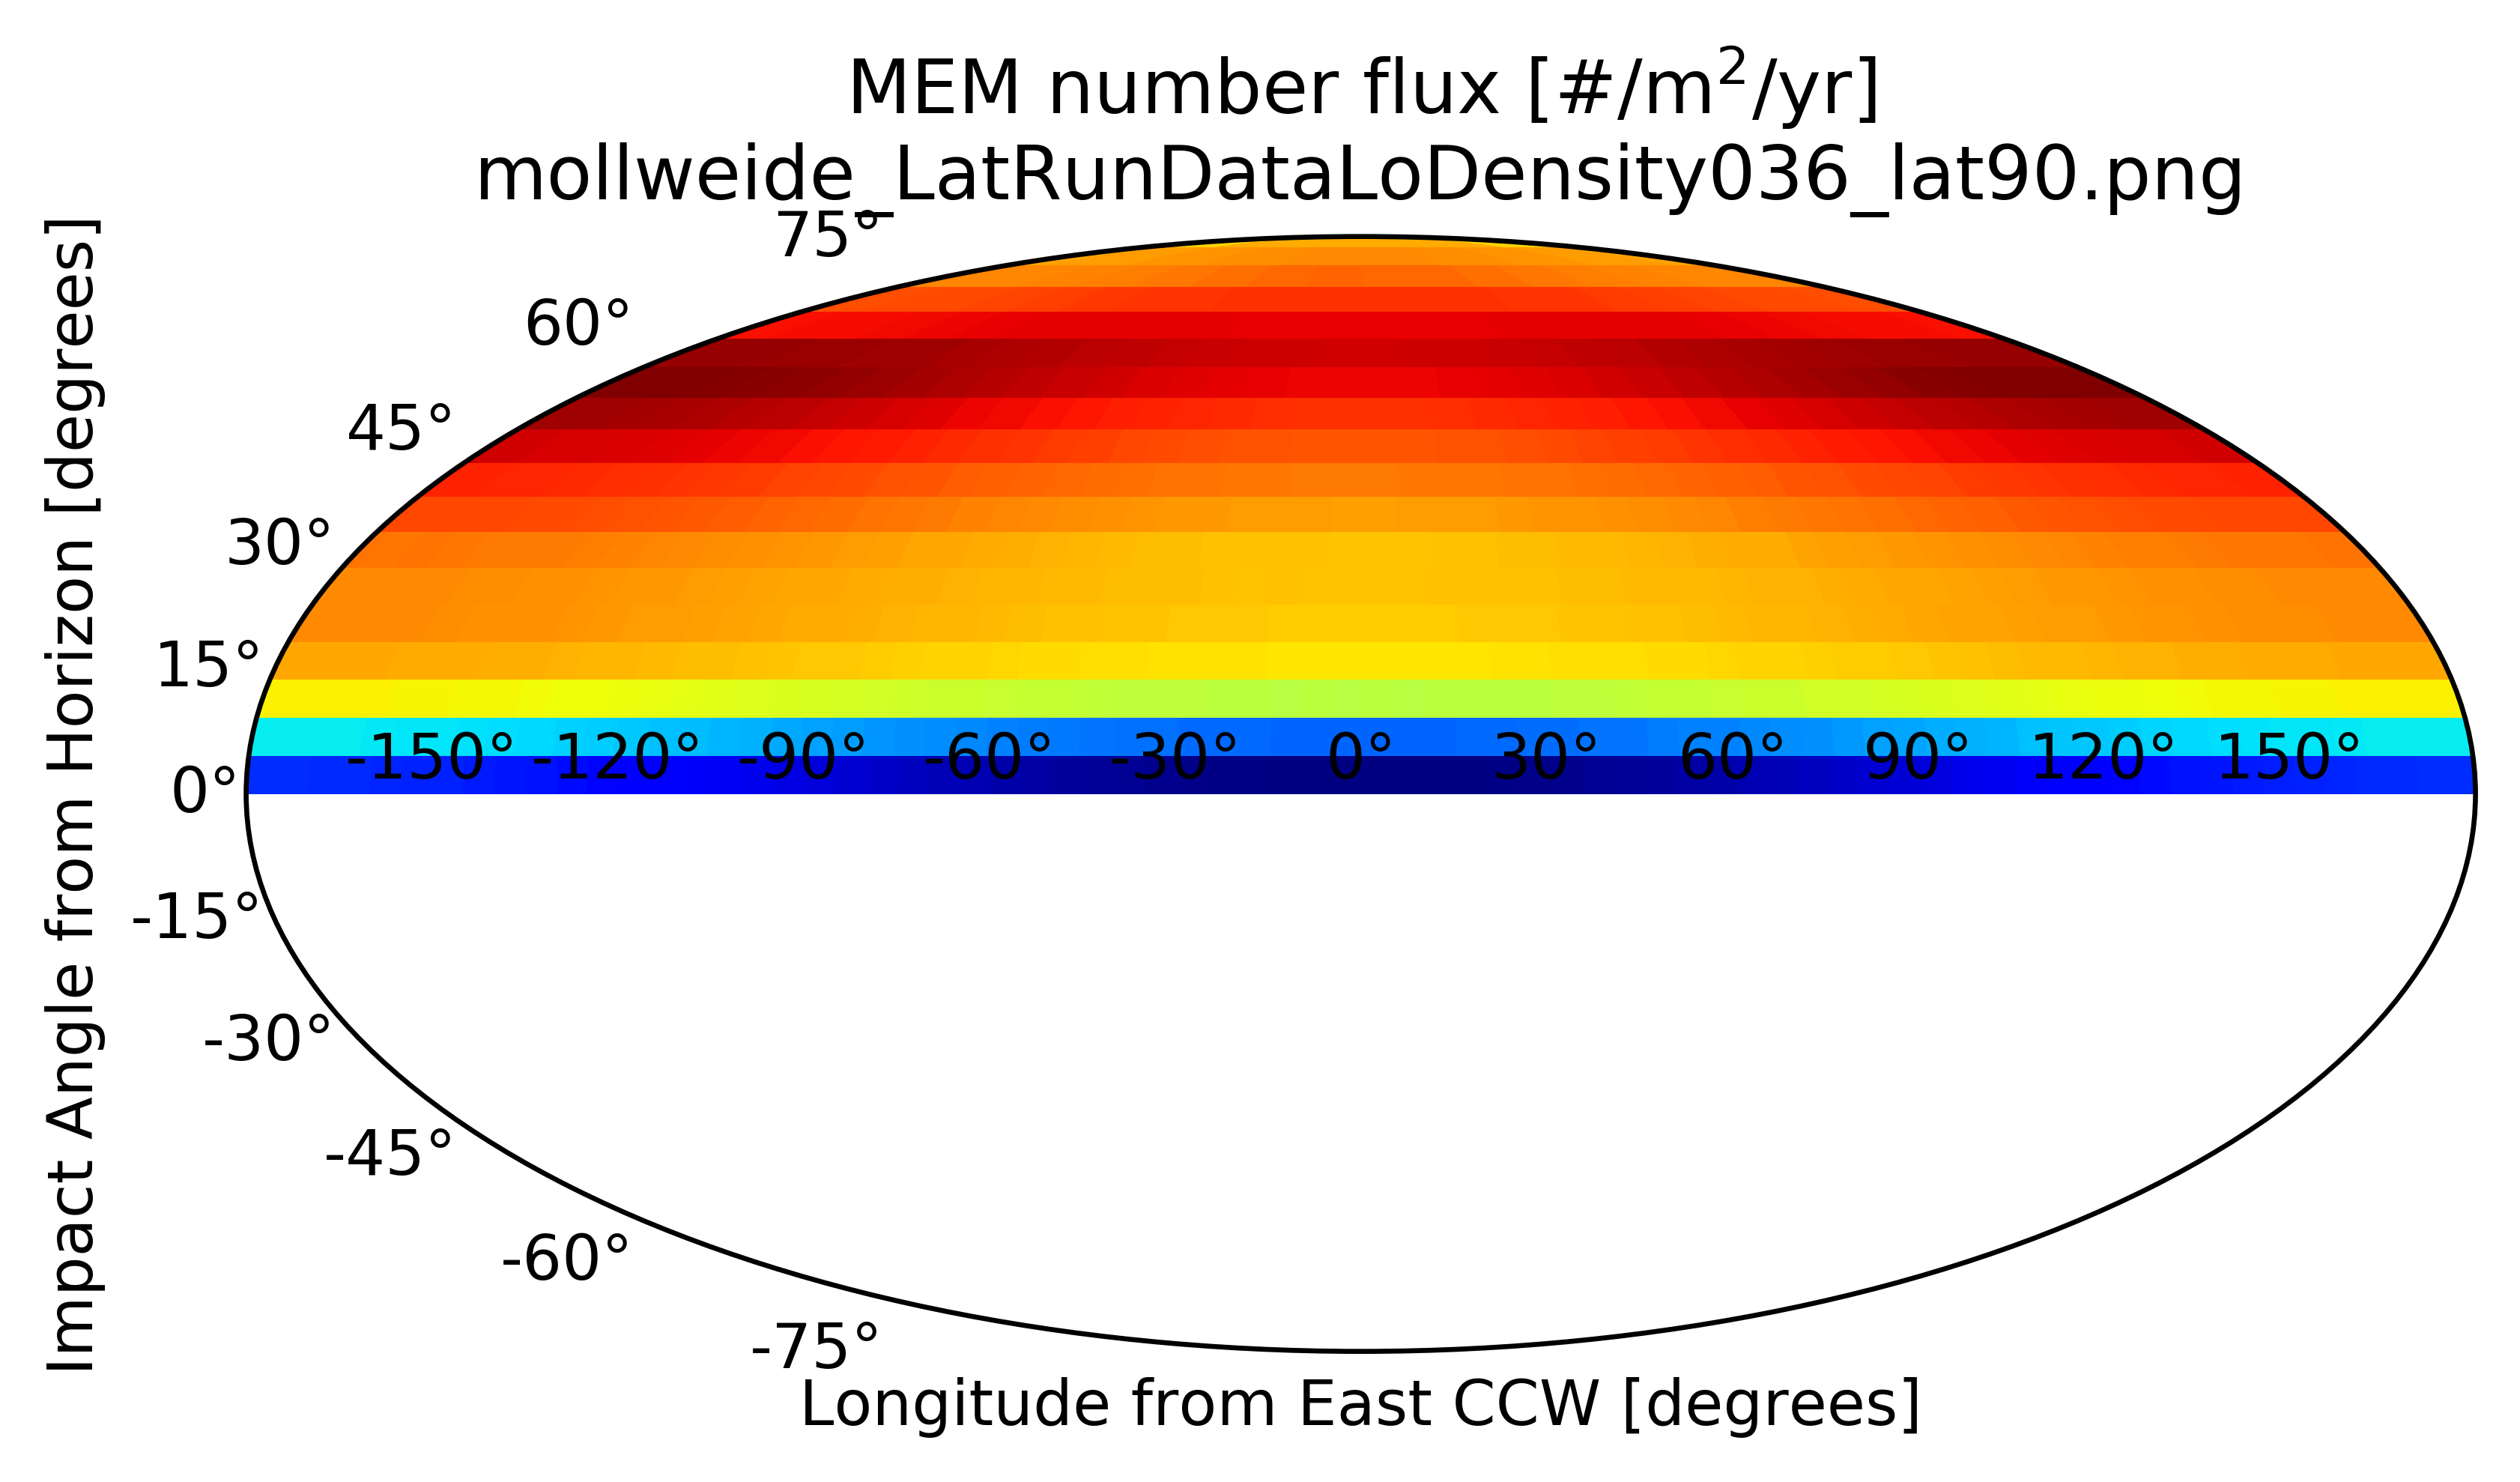 MEM number flux [#/m²/yr]
mollweide_LatRunDataLoDensity036_lat90.png
Impact Angle from Horizon [degrees]
75°
60°
45°
30°
15°
0°
-15°
-30°
-45°
-60°
-75°
-150° -120° -90° -60° -30° 0° 30° 60° 90° 120° 150°
Longitude from East CCW [degrees]